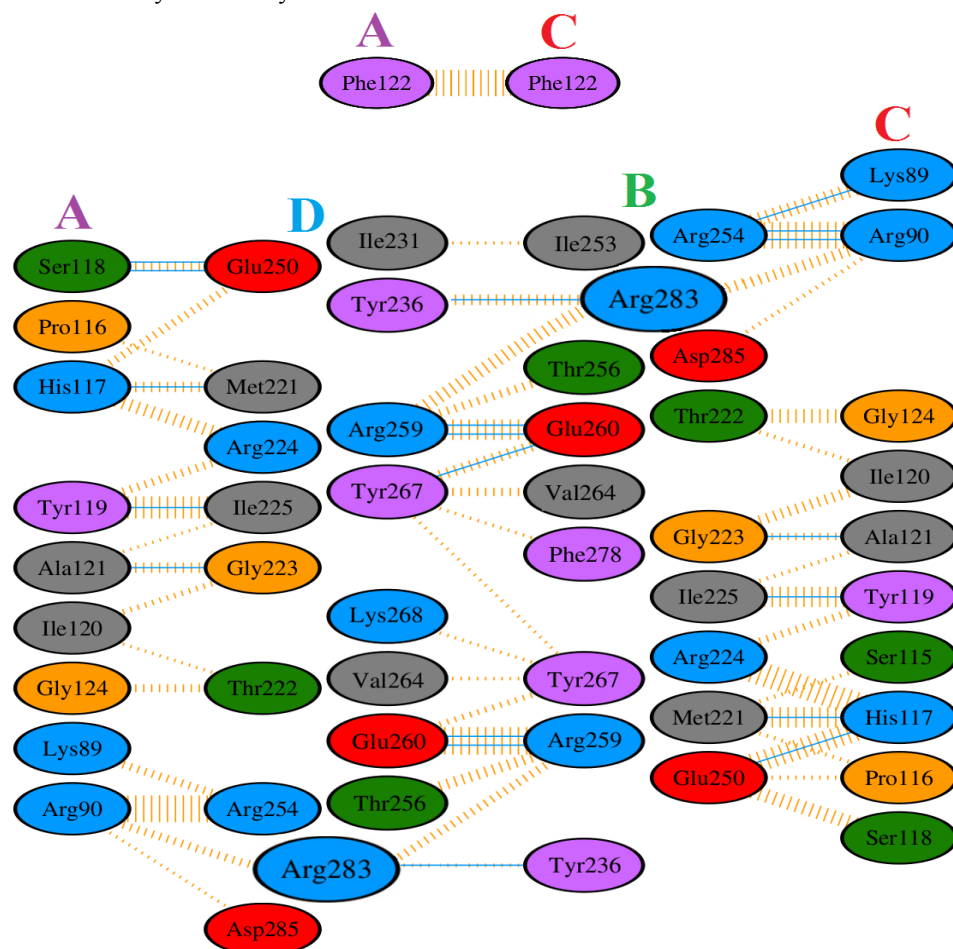 A C
Phe122 Phe122
C
Lys89
A D B
Ile231 Ile253 Arg254 Arg90
Ser118 Glu250
Tyr236 Arg283
Pro116
Thr256 Asp285
His117 Met221
Thr222 Gly124
Arg259 Glu260
Arg224
Ile120
Tyr267 Val264
Tyr119 Ile225
Gly223 Ala121
Phe278
Ala121 Gly223
Ile225 Tyr119
Lys268
Ile120
Arg224 Ser115
Val264 Tyr267
Gly124 Thr222
Met221 His117
Glu260 Arg259
Lys89
Glu250 Pro116
Thr256
Arg90 Arg254
Ser118
Arg283 Tyr236
Asp285